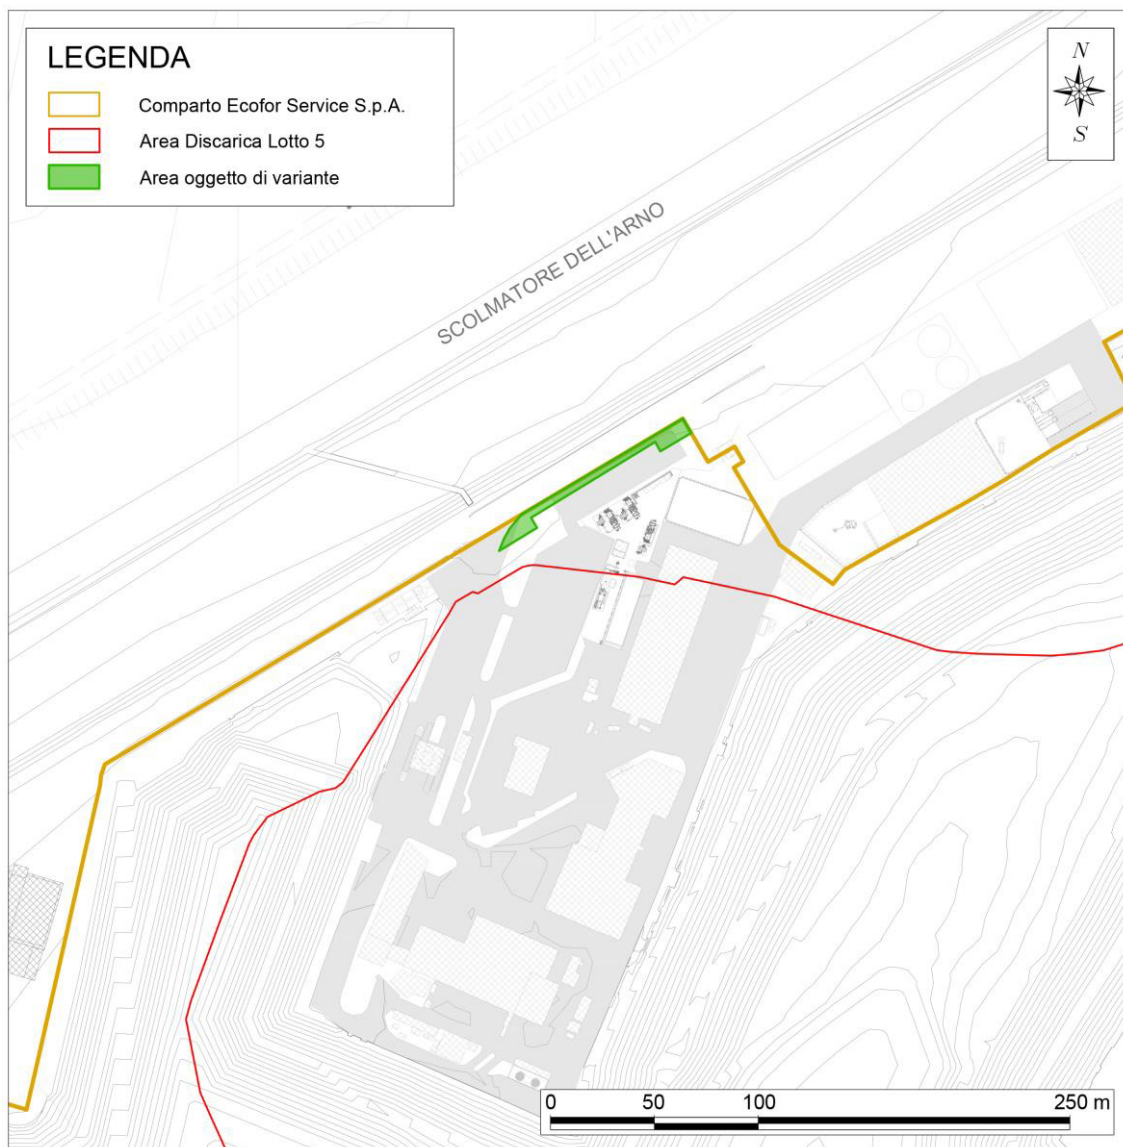 LEGENDA
Comparto Ecofor Service S.p.A.
Area Discarica Lotto 5
Area oggetto di variante
N
S
SCOLMATORE DELL'ARNO
0 50 100 250 m